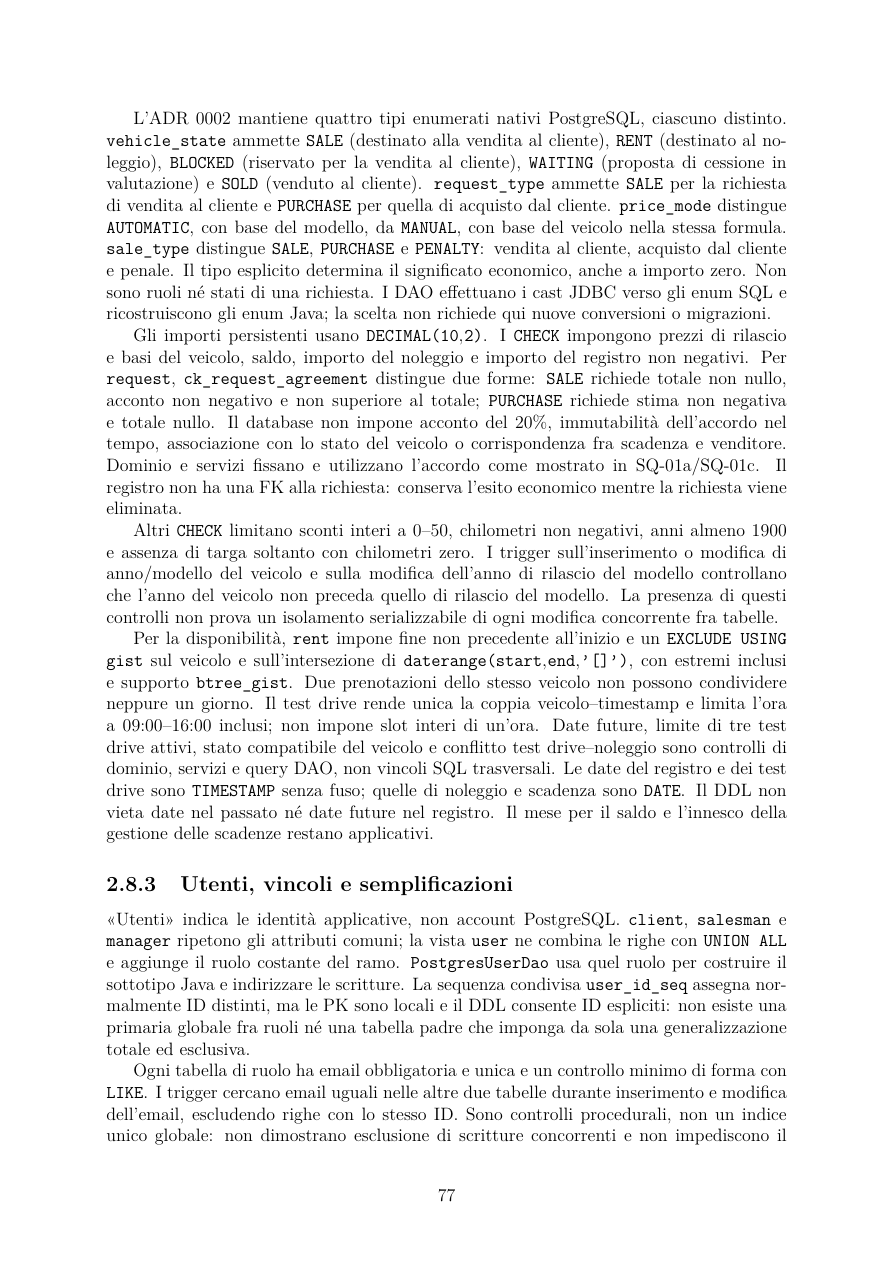 L’ADR 0002 mantiene quattro tipi enumerati nativi PostgreSQL, ciascuno distinto.
vehicle_state ammette SALE (destinato alla vendita al cliente), RENT (destinato al no-
leggio), BLOCKED (riservato per la vendita al cliente), WAITING (proposta di cessione in
valutazione) e SOLD (venduto al cliente). request_type ammette SALE per la richiesta
di vendita al cliente e PURCHASE per quella di acquisto dal cliente. price_mode distingue
AUTOMATIC, con base del modello, da MANUAL, con base del veicolo nella stessa formula.
sale_type distingue SALE, PURCHASE e PENALTY: vendita al cliente, acquisto dal cliente
e penale. Il tipo esplicito determina il significato economico, anche a importo zero. Non
sono ruoli né stati di una richiesta. I DAO effettuano i cast JDBC verso gli enum SQL e
ricostruiscono gli enum Java; la scelta non richiede qui nuove conversioni o migrazioni.
Gli importi persistenti usano DECIMAL(10,2). I CHECK impongono prezzi di rilascio
e basi del veicolo, saldo, importo del noleggio e importo del registro non negativi. Per
request, ck_request_agreement distingue due forme: SALE richiede totale non nullo,
acconto non negativo e non superiore al totale; PURCHASE richiede stima non negativa
e totale nullo. Il database non impone acconto del 20%, immutabilità dell’accordo nel
tempo, associazione con lo stato del veicolo o corrispondenza fra scadenza e venditore.
Dominio e servizi fissano e utilizzano l’accordo come mostrato in SQ-01a/SQ-01c. Il
registro non ha una FK alla richiesta: conserva l’esito economico mentre la richiesta viene
eliminata.
Altri CHECK limitano sconti interi a 0–50, chilometri non negativi, anni almeno 1900
e assenza di targa soltanto con chilometri zero. I trigger sull’inserimento o modifica di
anno/modello del veicolo e sulla modifica dell’anno di rilascio del modello controllano
che l’anno del veicolo non preceda quello di rilascio del modello. La presenza di questi
controlli non prova un isolamento serializzabile di ogni modifica concorrente fra tabelle.
Per la disponibilità, rent impone fine non precedente all’inizio e un EXCLUDE USING
gist sul veicolo e sull’intersezione di daterange(start,end,’[]’), con estremi inclusi
e supporto btree_gist. Due prenotazioni dello stesso veicolo non possono condividere
neppure un giorno. Il test drive rende unica la coppia veicolo–timestamp e limita l’ora
a 09:00–16:00 inclusi; non impone slot interi di un’ora. Date future, limite di tre test
drive attivi, stato compatibile del veicolo e conflitto test drive–noleggio sono controlli di
dominio, servizi e query DAO, non vincoli SQL trasversali. Le date del registro e dei test
drive sono TIMESTAMP senza fuso; quelle di noleggio e scadenza sono DATE. Il DDL non
vieta date nel passato né date future nel registro. Il mese per il saldo e l’innesco della
gestione delle scadenze restano applicativi.
2.8.3 Utenti, vincoli e semplificazioni
«Utenti» indica le identità applicative, non account PostgreSQL. client, salesman e
manager ripetono gli attributi comuni; la vista user ne combina le righe con UNION ALL
e aggiunge il ruolo costante del ramo. PostgresUserDao usa quel ruolo per costruire il
sottotipo Java e indirizzare le scritture. La sequenza condivisa user_id_seq assegna nor-
malmente ID distinti, ma le PK sono locali e il DDL consente ID espliciti: non esiste una
primaria globale fra ruoli né una tabella padre che imponga da sola una generalizzazione
totale ed esclusiva.
Ogni tabella di ruolo ha email obbligatoria e unica e un controllo minimo di forma con
LIKE. I trigger cercano email uguali nelle altre due tabelle durante inserimento e modifica
dell’email, escludendo righe con lo stesso ID. Sono controlli procedurali, non un indice
unico globale: non dimostrano esclusione di scritture concorrenti e non impediscono il
77